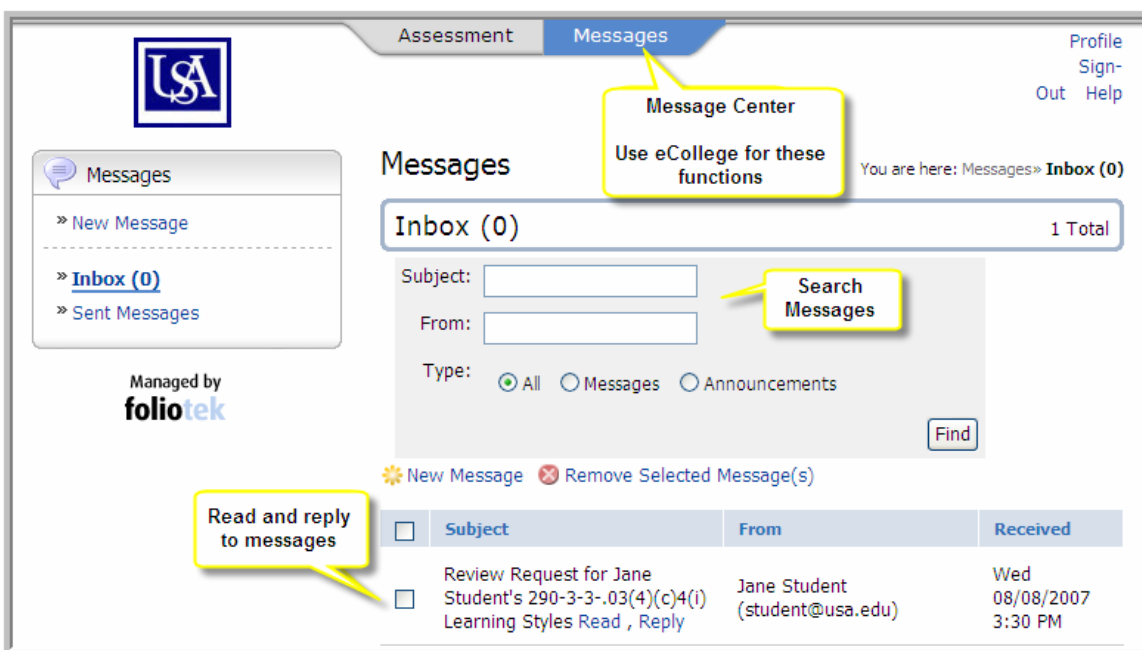 Assessment
Messages
Profile
Sign-
Out Help
USA
Message Center
Use eCollege for these
functions
Messages
New Message
Inbox (0)
Sent Messages
Managed by
foliotek
Messages
You are here: Messages» Inbox (0)
Inbox (0)
1 Total
Subject:
From:
Type:
All
Messages
Announcements
Search
Messages
Find
New Message
Remove Selected Message(s)
Read and reply
to messages
Subject
From
Received
Review Request for Jane
Student's 290-3-3-.03(4)(c)4(i)
Learning Styles Read , Reply
Jane Student
(student@usa.edu)
Wed
08/08/2007
3:30 PM